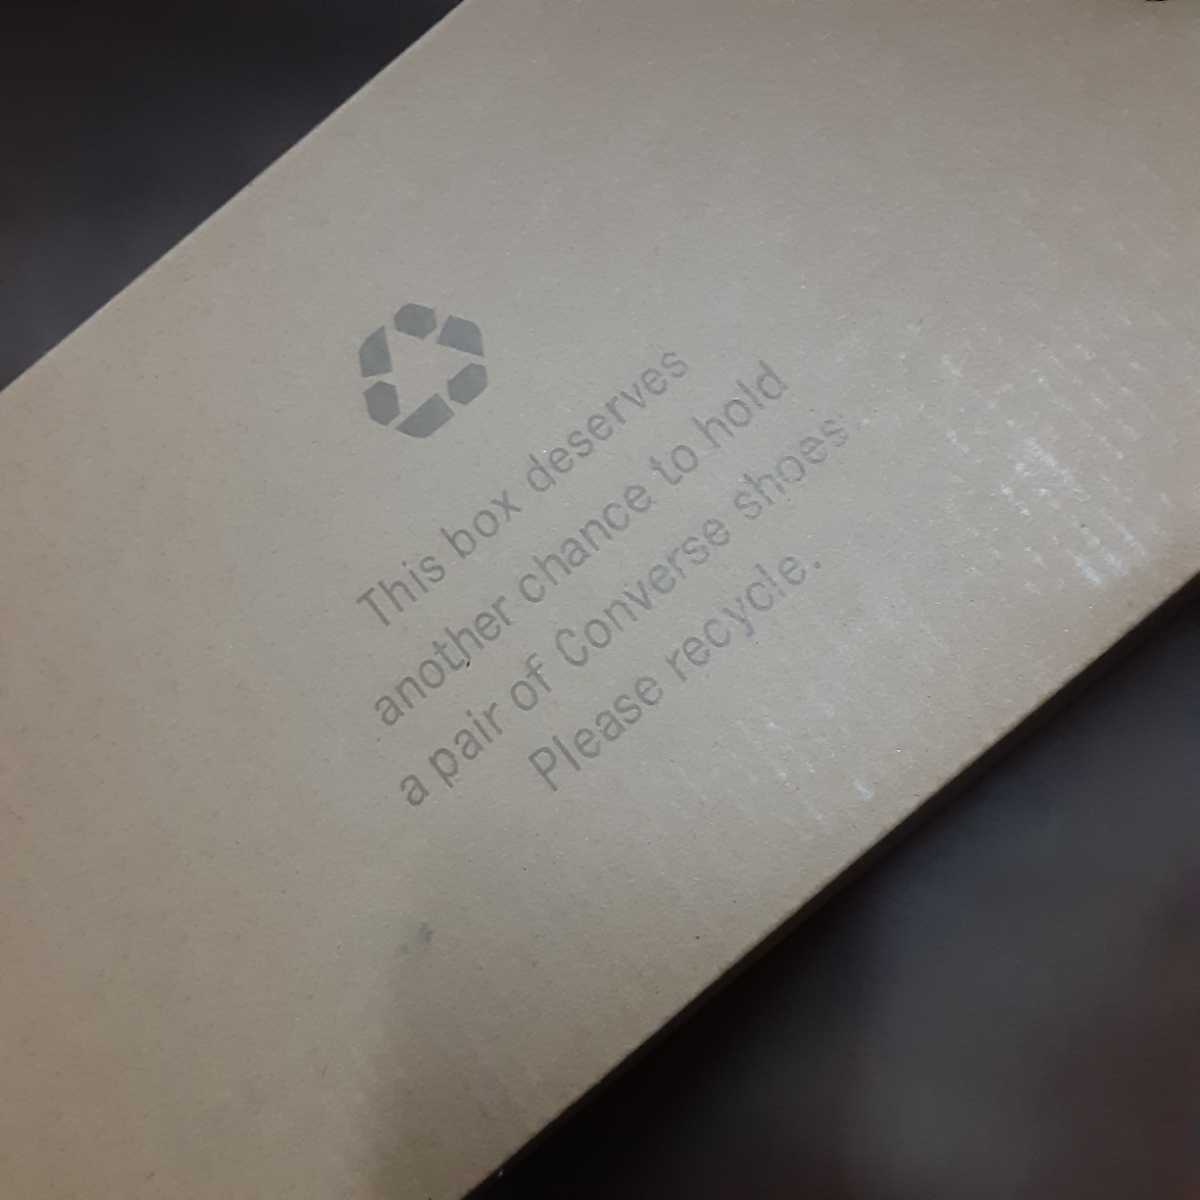 This box deserves
another chance to hold
a pair of Converse shoes
Please recycle.